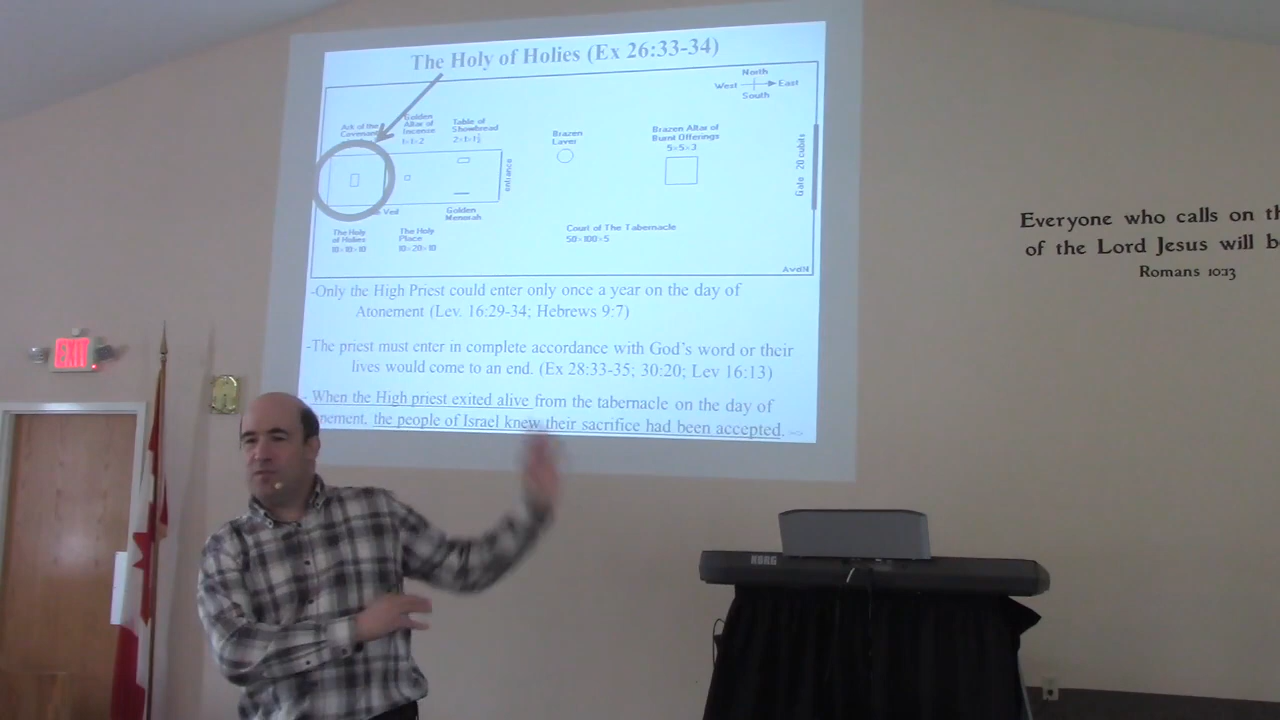 The Holy of Holies (Ex 26:33-34)
North
West
East
South
Ark of the
Covenant
Golden
Altar of
Incense
1×1×2
Table of
Showbread
Brazen
Laver
Brazen Altar of
Burnt Offerings
5×5×3
Gate 20 cubits
entrance
Veil
Golden
Menorah
The Holy
of Holies
10×10×10
The Holy
Place
10×20×10
Court of The Tabernacle
50×100×5
AvdN
-Only the High Priest could enter only once a year on the day of
Atonement (Lev. 16:29-34; Hebrews 9:7)
-The priest must enter in complete accordance with God's word or their
lives would come to an end. (Ex 28:33-35; 30:20; Lev 16:13)
- When the High priest exited alive from the tabernacle on the day of
onement, the people of Israel knew their sacrifice had been accepted.
Everyone who calls on th
of the Lord Jesus will b
Romans 10:13
EXIT
KORG